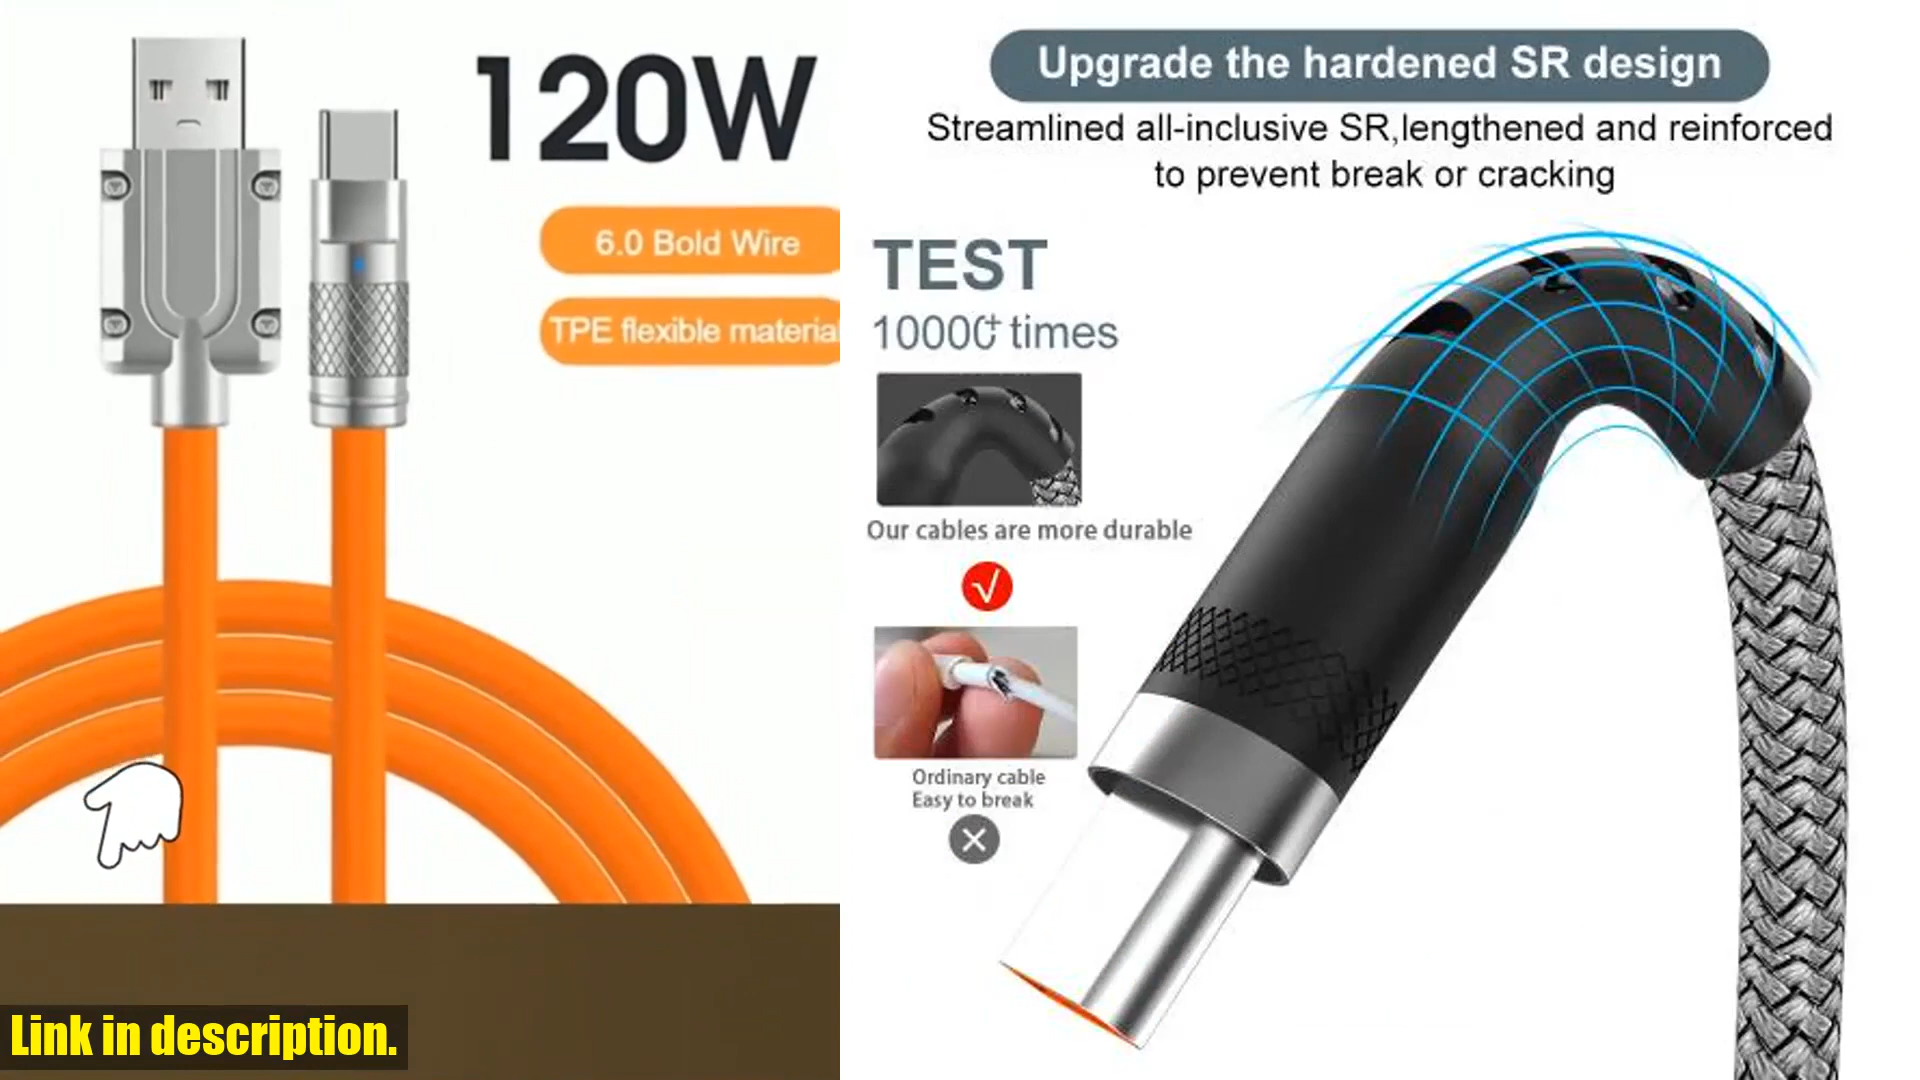 120W
6.0 Bold Wire
TPE flexible material
Link in description.
Upgrade the hardened SR design
Streamlined all-inclusive SR,lengthened and reinforced
to prevent break or cracking
TEST
10000+ times
Our cables are more durable
Ordinary cable
Easy to break